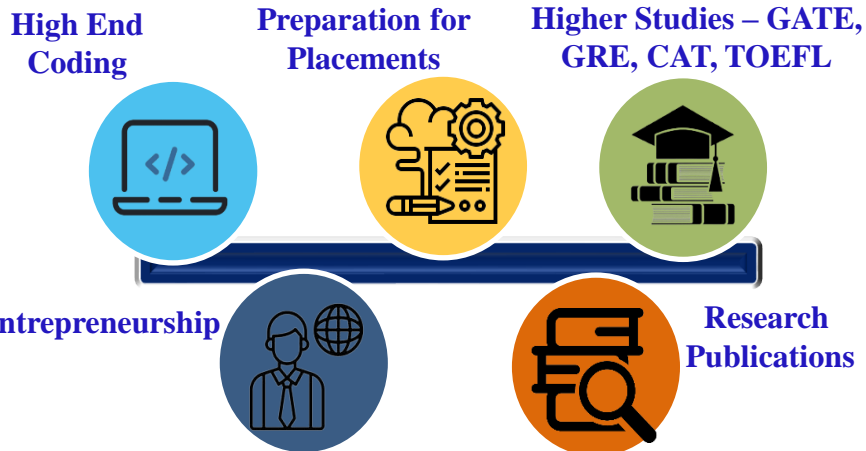 High End
Coding
Preparation for
Placements
Higher Studies – GATE,
GRE, CAT, TOEFL
</>
ntrepreneurship
Research
Publications